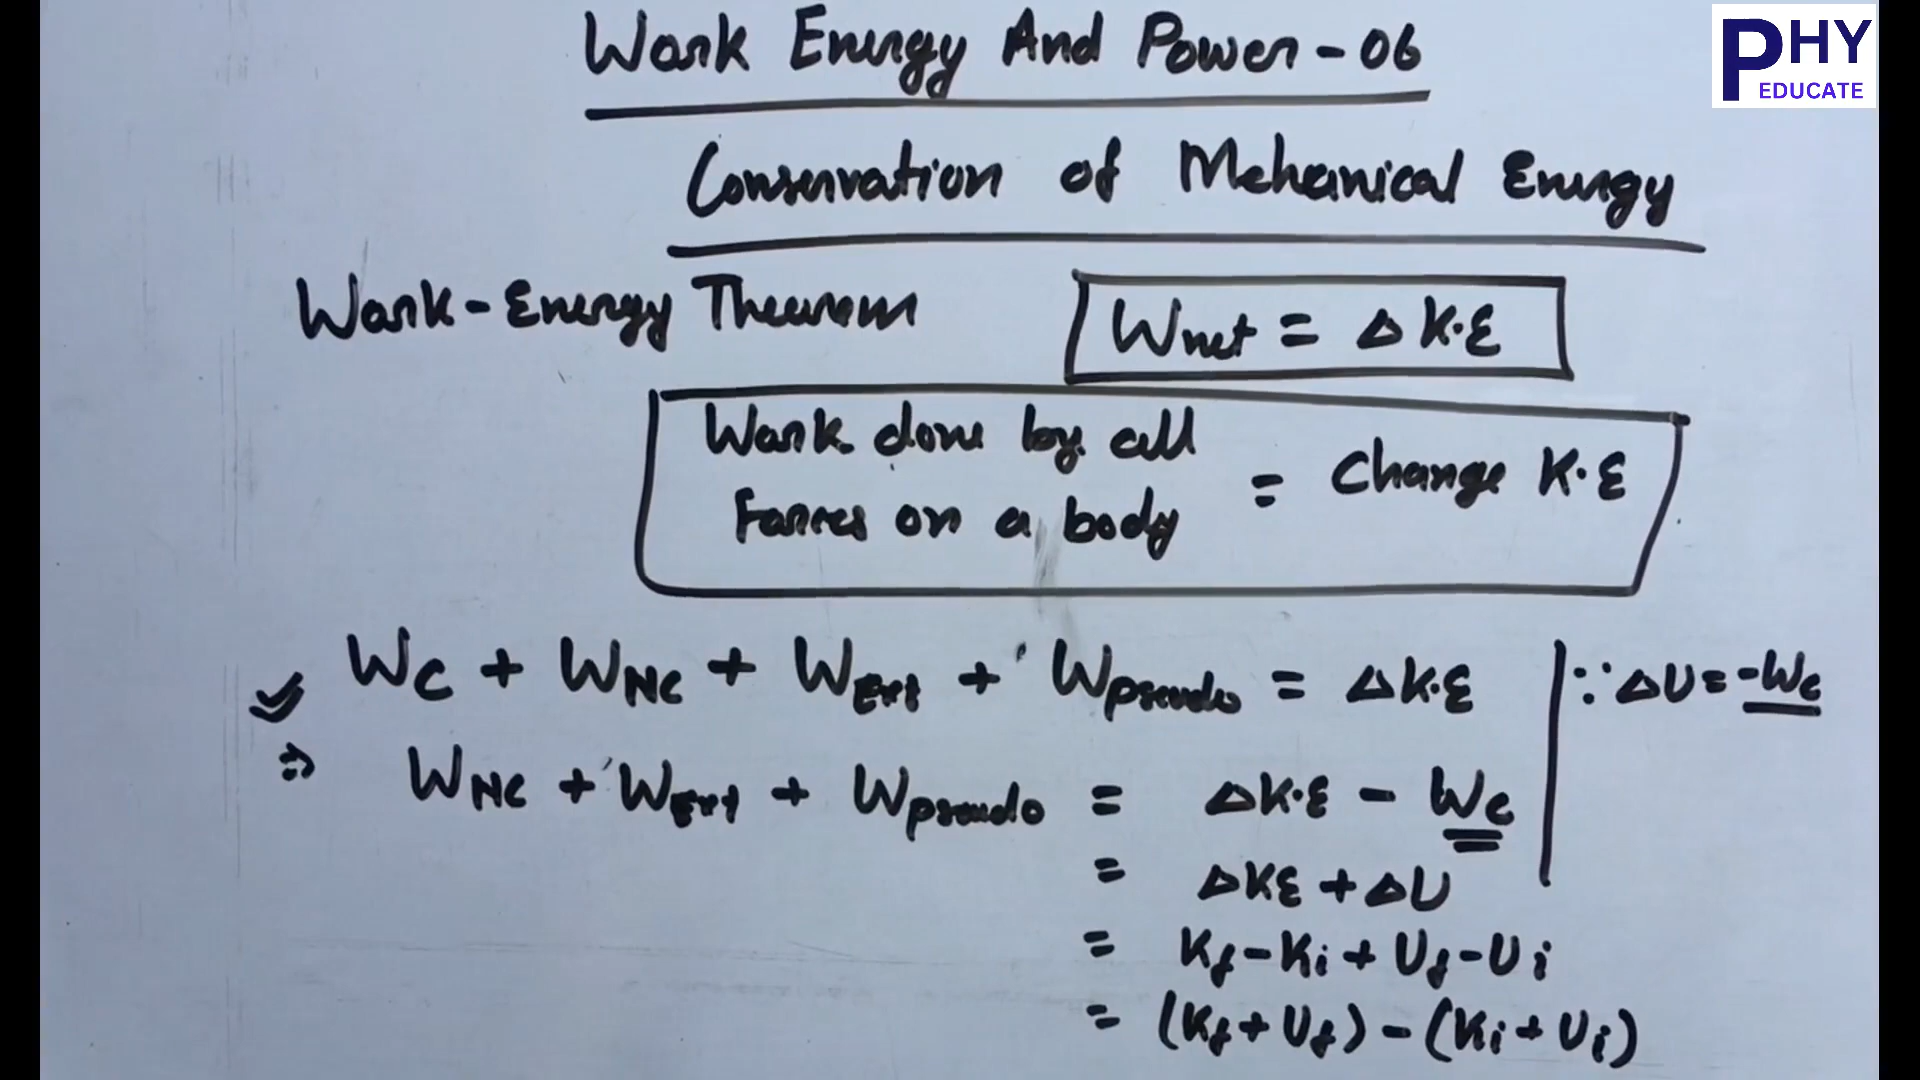 Work Energy And Power - 06
PHY
EDUCATE
Conservation of Mehanical Energy
Work-Energy Theorem
Wnet = Δ K.E
Work done by all
Forces on a body
= Change K.E
WC + WNC + WExt + WPseudo = ΔK.E
∵ ΔU = -Wc
⇒ WNC + WExt + WPseudo = ΔK.E - Wc
= ΔKE + ΔU
= Kf - Ki + Uf - Ui
= (Kf + Uf) - (Ki + Ui)